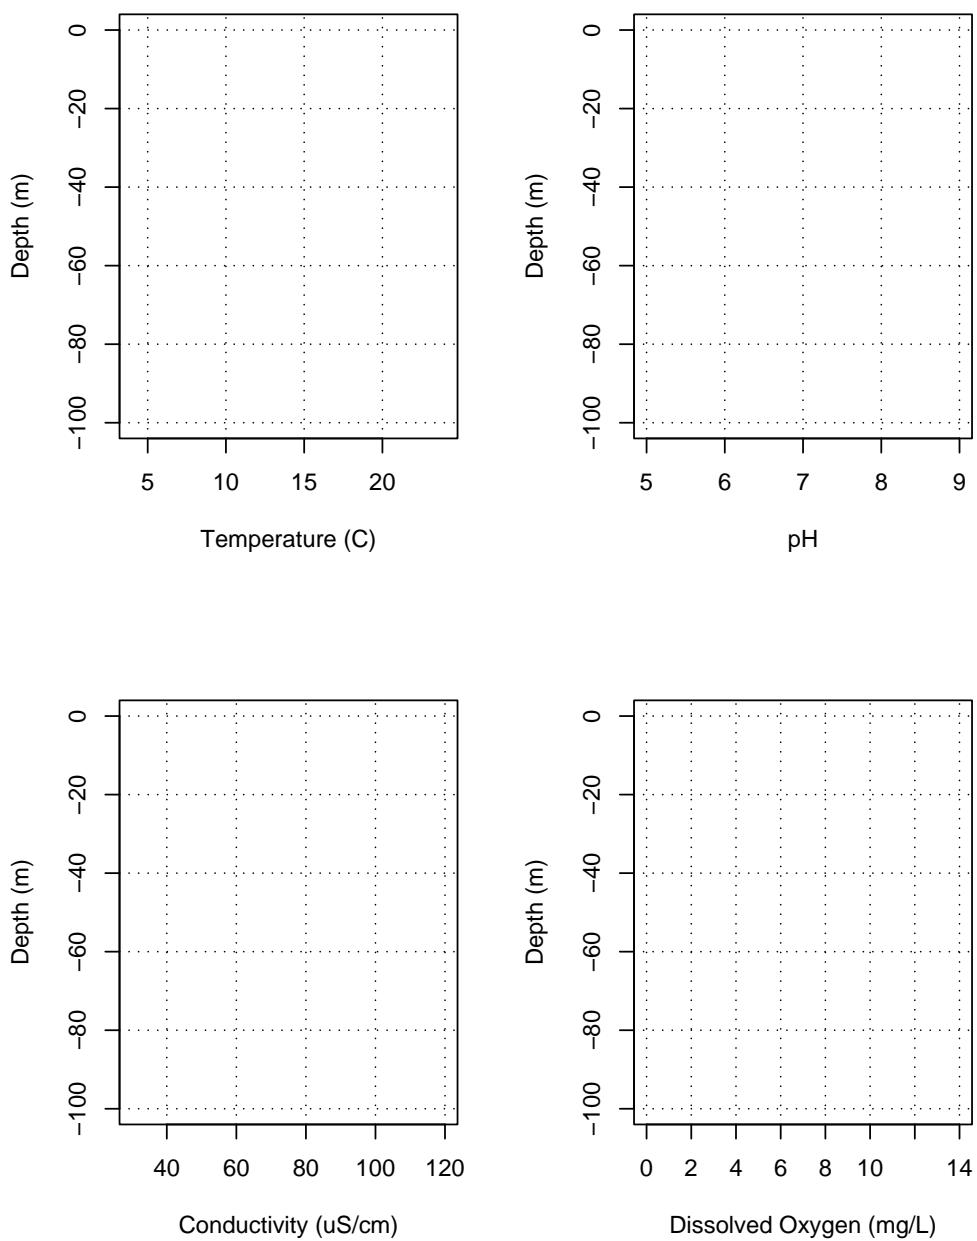 0
−20
−40
−60
−80
−100
Depth (m)
5 10 15 20
Temperature (C)
0
−20
−40
−60
−80
−100
Depth (m)
5 6 7 8 9
pH
0
−20
−40
−60
−80
−100
Depth (m)
40 60 80 100 120
Conductivity (uS/cm)
0
−20
−40
−60
−80
−100
Depth (m)
0 2 4 6 8 10 14
Dissolved Oxygen (mg/L)